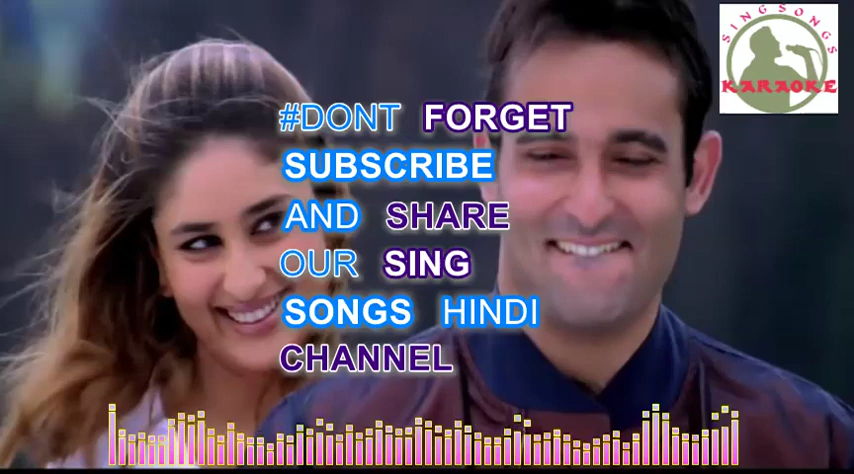 SING SONGS
KARAOKE
#DONT FORGET
SUBSCRIBE
AND SHARE
OUR SING
SONGS HINDI
CHANNEL